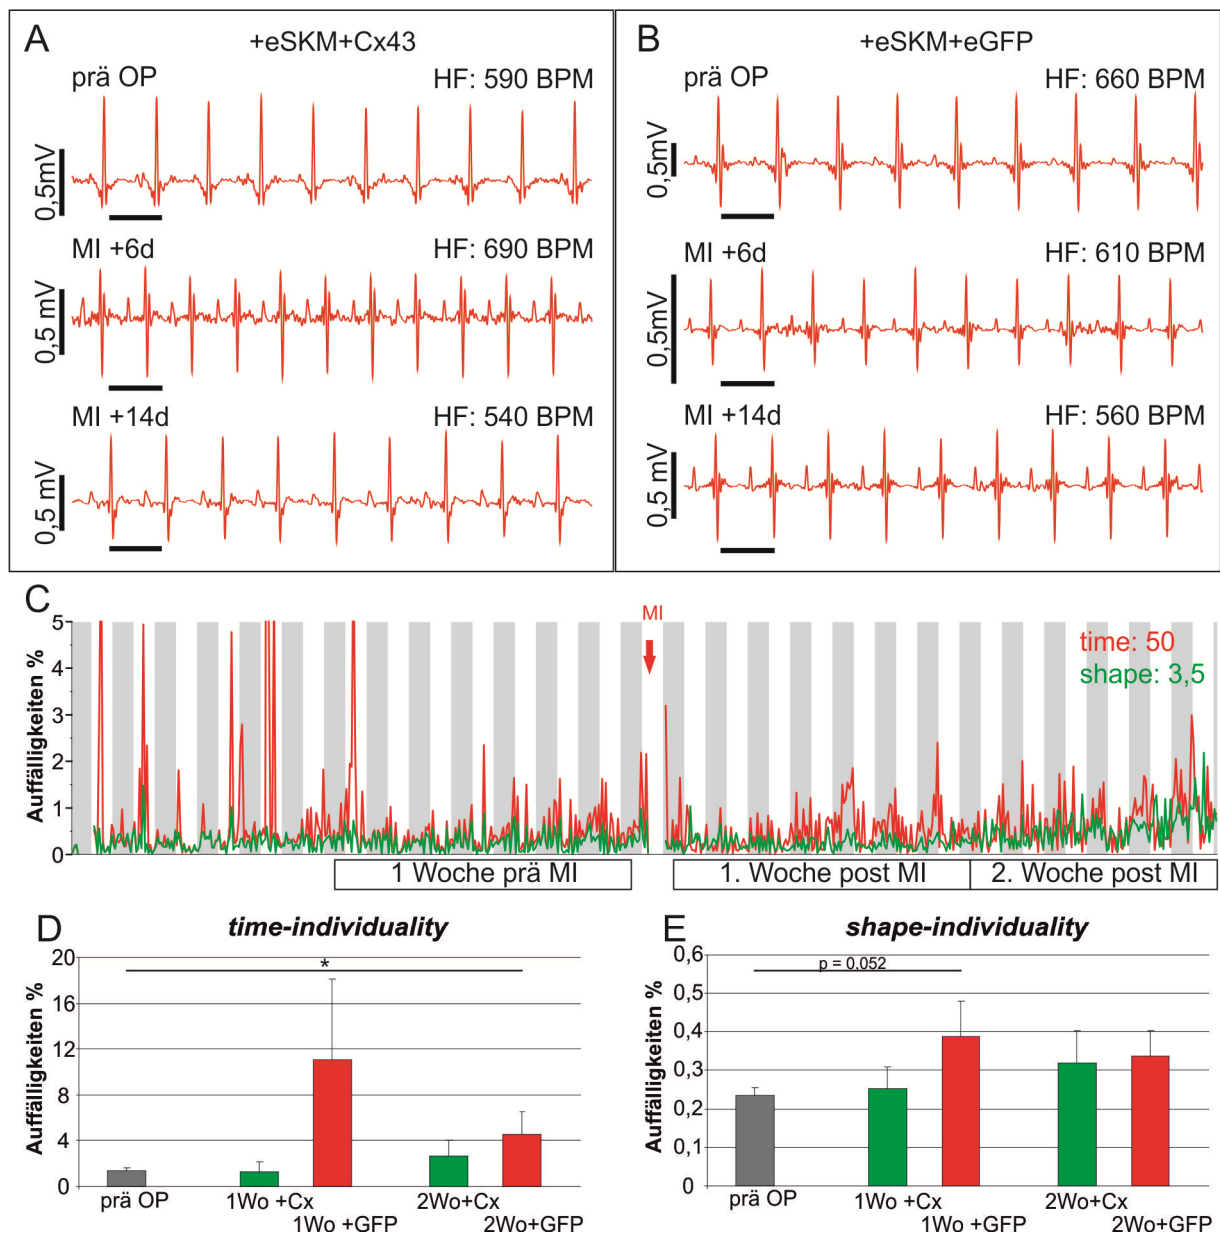 A
+eSKM+Cx43
prä OP
HF: 590 BPM
0,5mV
MI +6d
HF: 690 BPM
0,5 mV
MI +14d
HF: 540 BPM
0,5 mV
B
+eSKM+eGFP
prä OP
HF: 660 BPM
0,5mV
MI +6d
HF: 610 BPM
0,5mV
MI +14d
HF: 560 BPM
0,5 mV
C
MI
time: 50
shape: 3,5
Auffälligkeiten %
5
4
3
2
1
0
1 Woche prä MI
1. Woche post MI
2. Woche post MI
D
time-individuality
Auffälligkeiten %
20
16
12
8
4
0
*
prä OP
1Wo +Cx
1Wo +GFP
2Wo+Cx
2Wo+GFP
E
shape-individuality
Auffälligkeiten %
0,6
0,5
0,4
0,3
0,2
0,1
0
p = 0,052
prä OP
1Wo +Cx
1Wo +GFP
2Wo+Cx
2Wo+GFP